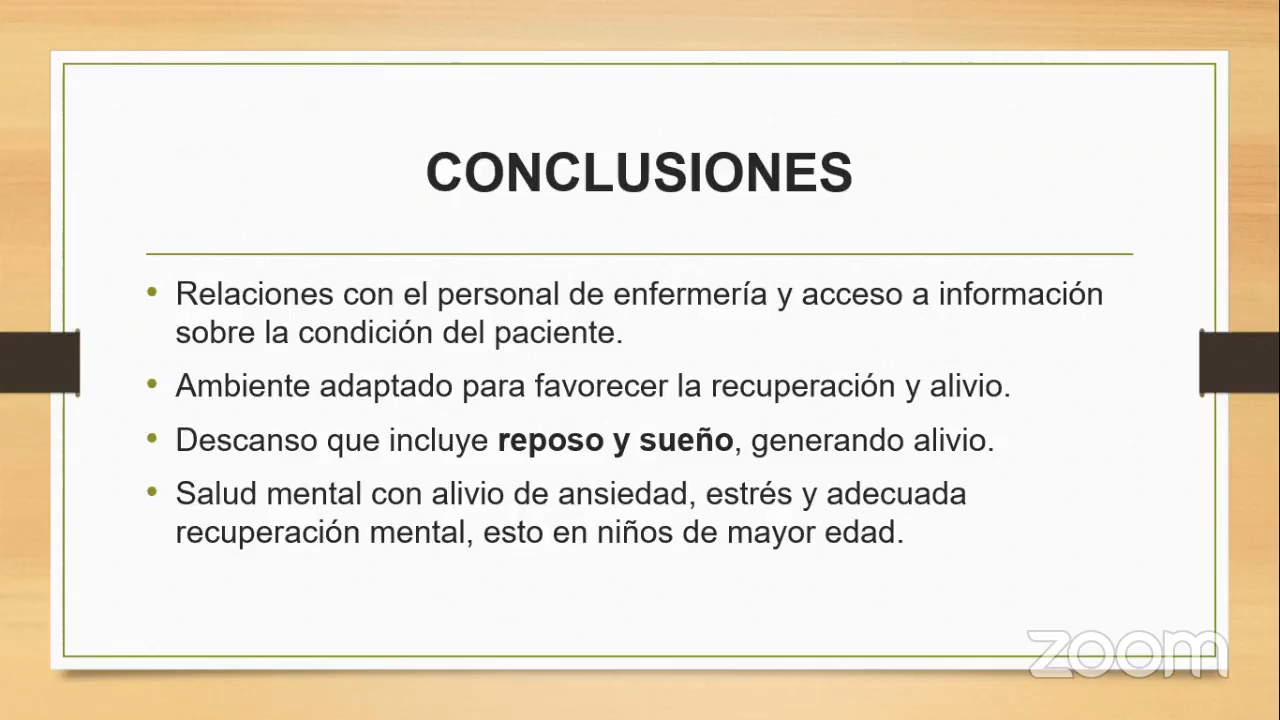 CONCLUSIONES
• Relaciones con el personal de enfermería y acceso a información
sobre la condición del paciente.
• Ambiente adaptado para favorecer la recuperación y alivio.
• Descanso que incluye reposo y sueño, generando alivio.
• Salud mental con alivio de ansiedad, estrés y adecuada
recuperación mental, esto en niños de mayor edad.
zoom